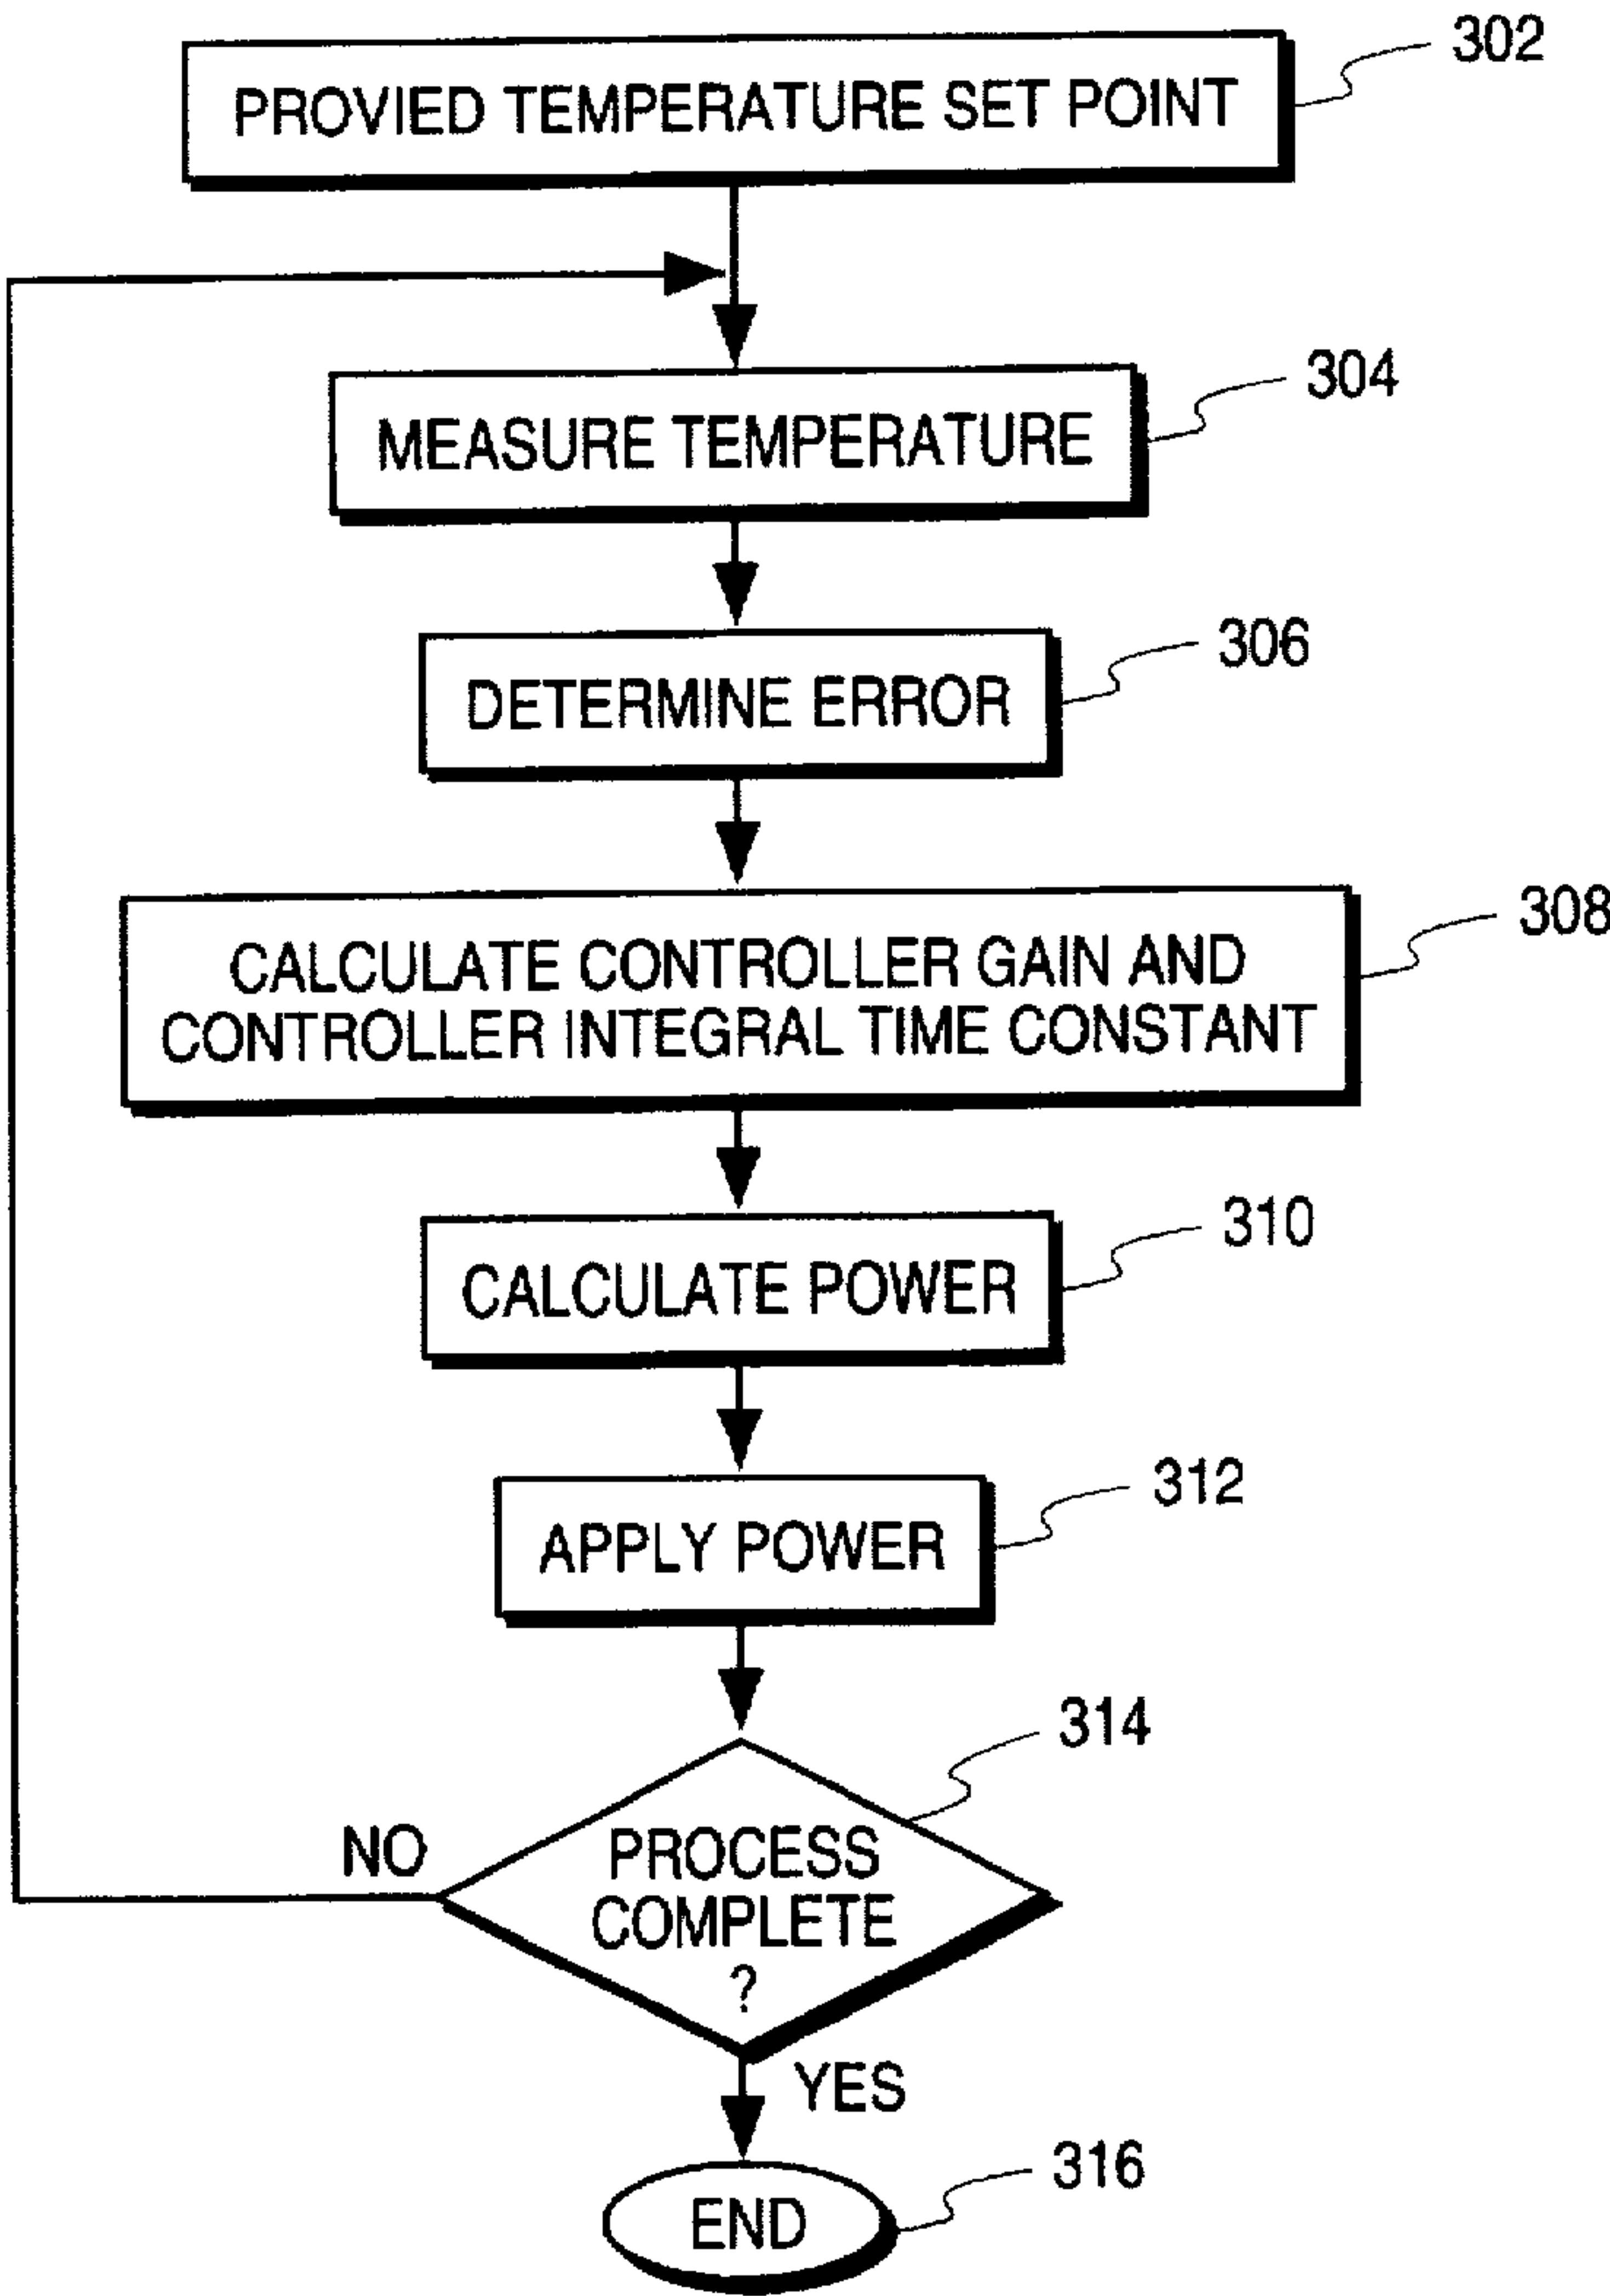 302
PROVIED TEMPERATURE SET POINT
304
MEASURE TEMPERATURE
306
DETERMINE ERROR
308
CALCULATE CONTROLLER GAIN AND
CONTROLLER INTEGRAL TIME CONSTANT
310
CALCULATE POWER
312
APPLY POWER
314
NO
PROCESS
COMPLETE
?
YES
316
END